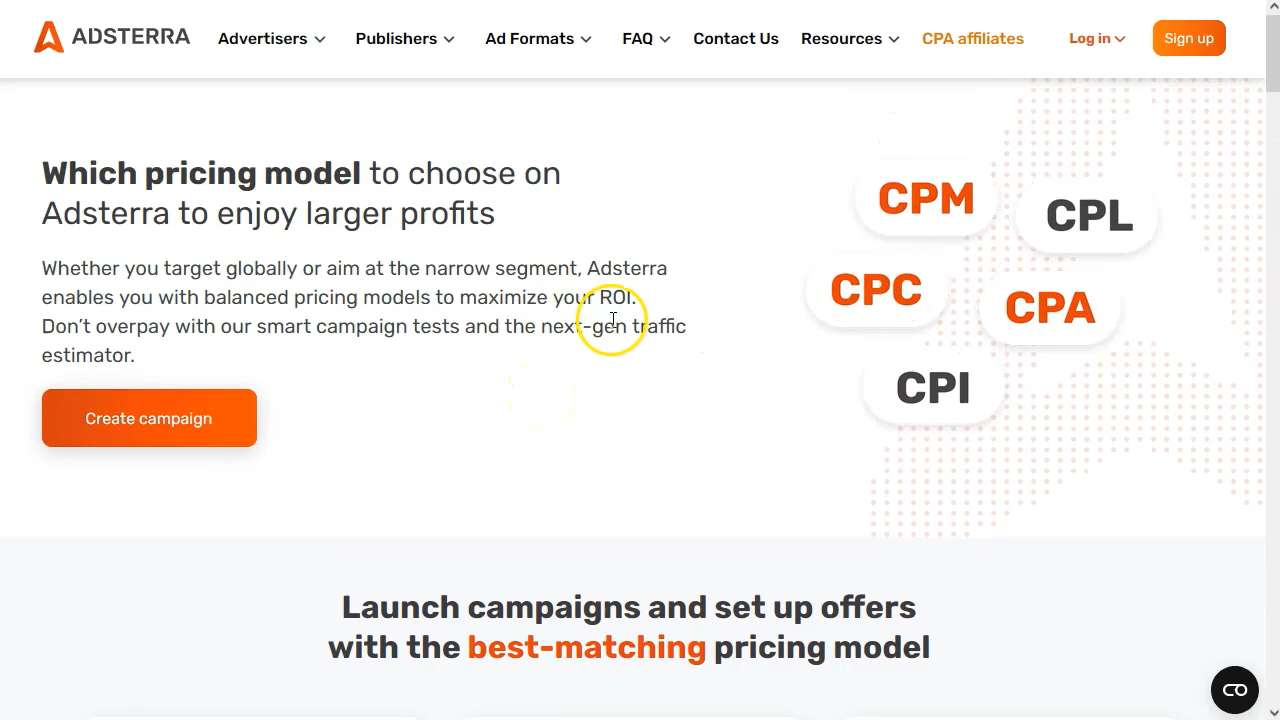 ADSTERRA Advertisers Publishers Ad Formats FAQ Contact Us Resources CPA affiliates Log in Sign up
Which pricing model to choose on
Adsterra to enjoy larger profits
Whether you target globally or aim at the narrow segment, Adsterra
enables you with balanced pricing models to maximize your ROI.
Don’t overpay with our smart campaign tests and the next-gen traffic
estimator.
Create campaign
CPM
CPL
CPC
CPA
CPI
Launch campaigns and set up offers
with the best-matching pricing model